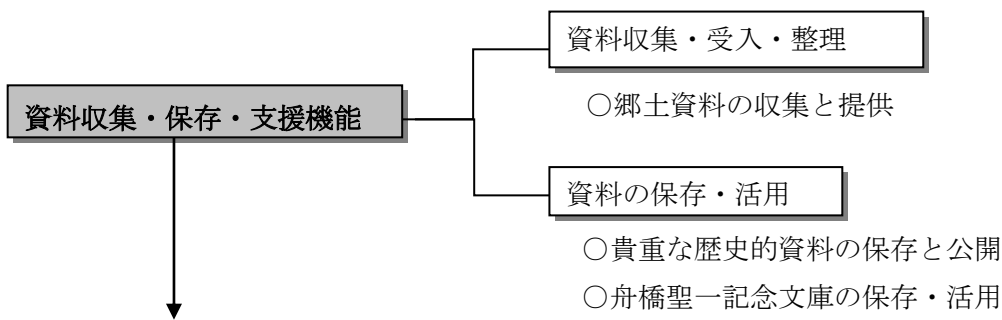 資料収集・保存・支援機能
資料収集・受入・整理
○郷土資料の収集と提供
資料の保存・活用
○貴重な歴史的資料の保存と公開
○舟橋聖一記念文庫の保存・活用